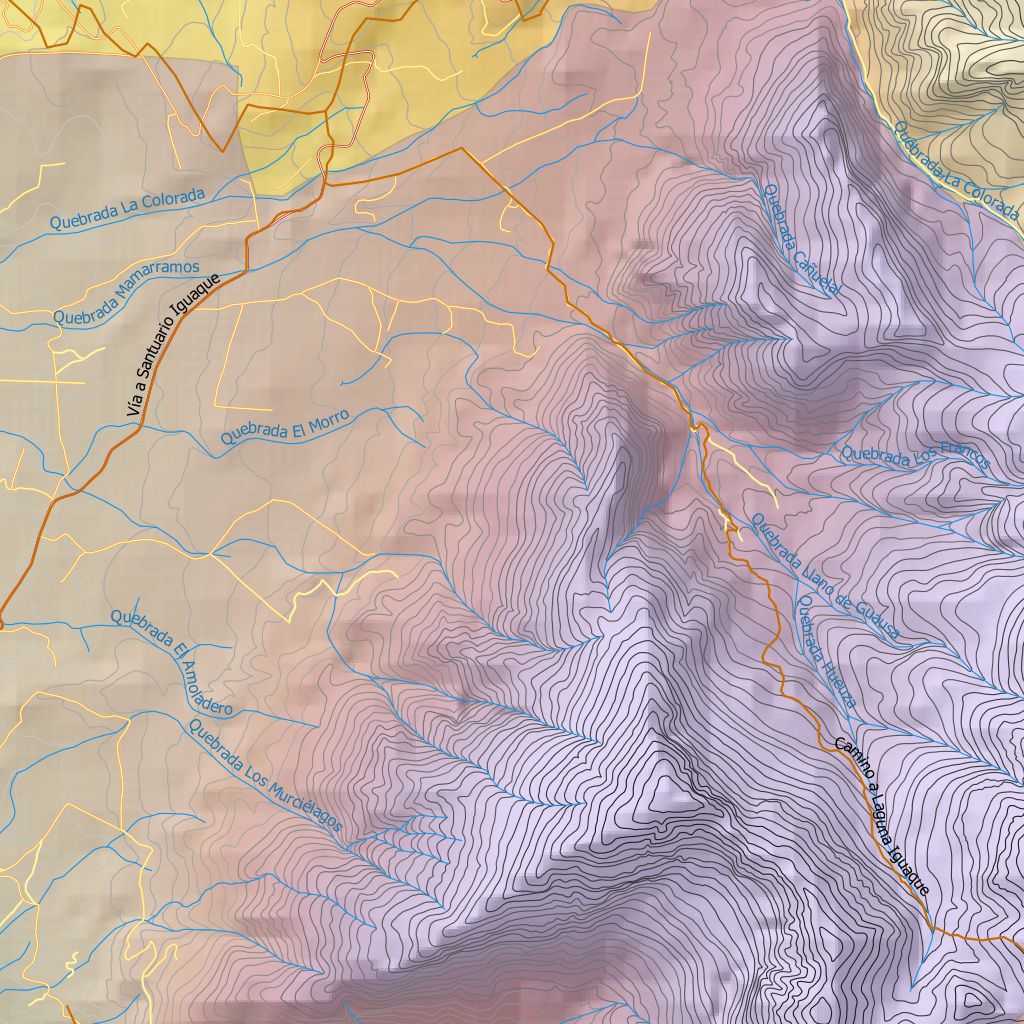 Quebrada La Colorada
Quebrada La Colorada
Quebrada Cañuelal
Quebrada Mamarramos
Vía a Santuario Iguaque
Quebrada El Morro
Quebrada Los Francos
Quebrada Llano de Guausa
Quebrada Hueuza
Quebrada El Amoladero
Quebrada Los Murciélagos
Camino a Laguna Iguaque